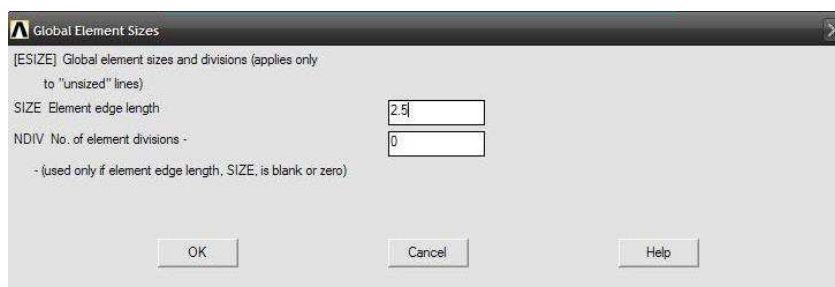 Global Element Sizes
[ESIZE] Global element sizes and divisions (applies only
to "unsized" lines)
SIZE Element edge length
2.5
NDIV No. of element divisions -
0
- (used only if element edge length, SIZE, is blank or zero)
OK
Cancel
Help